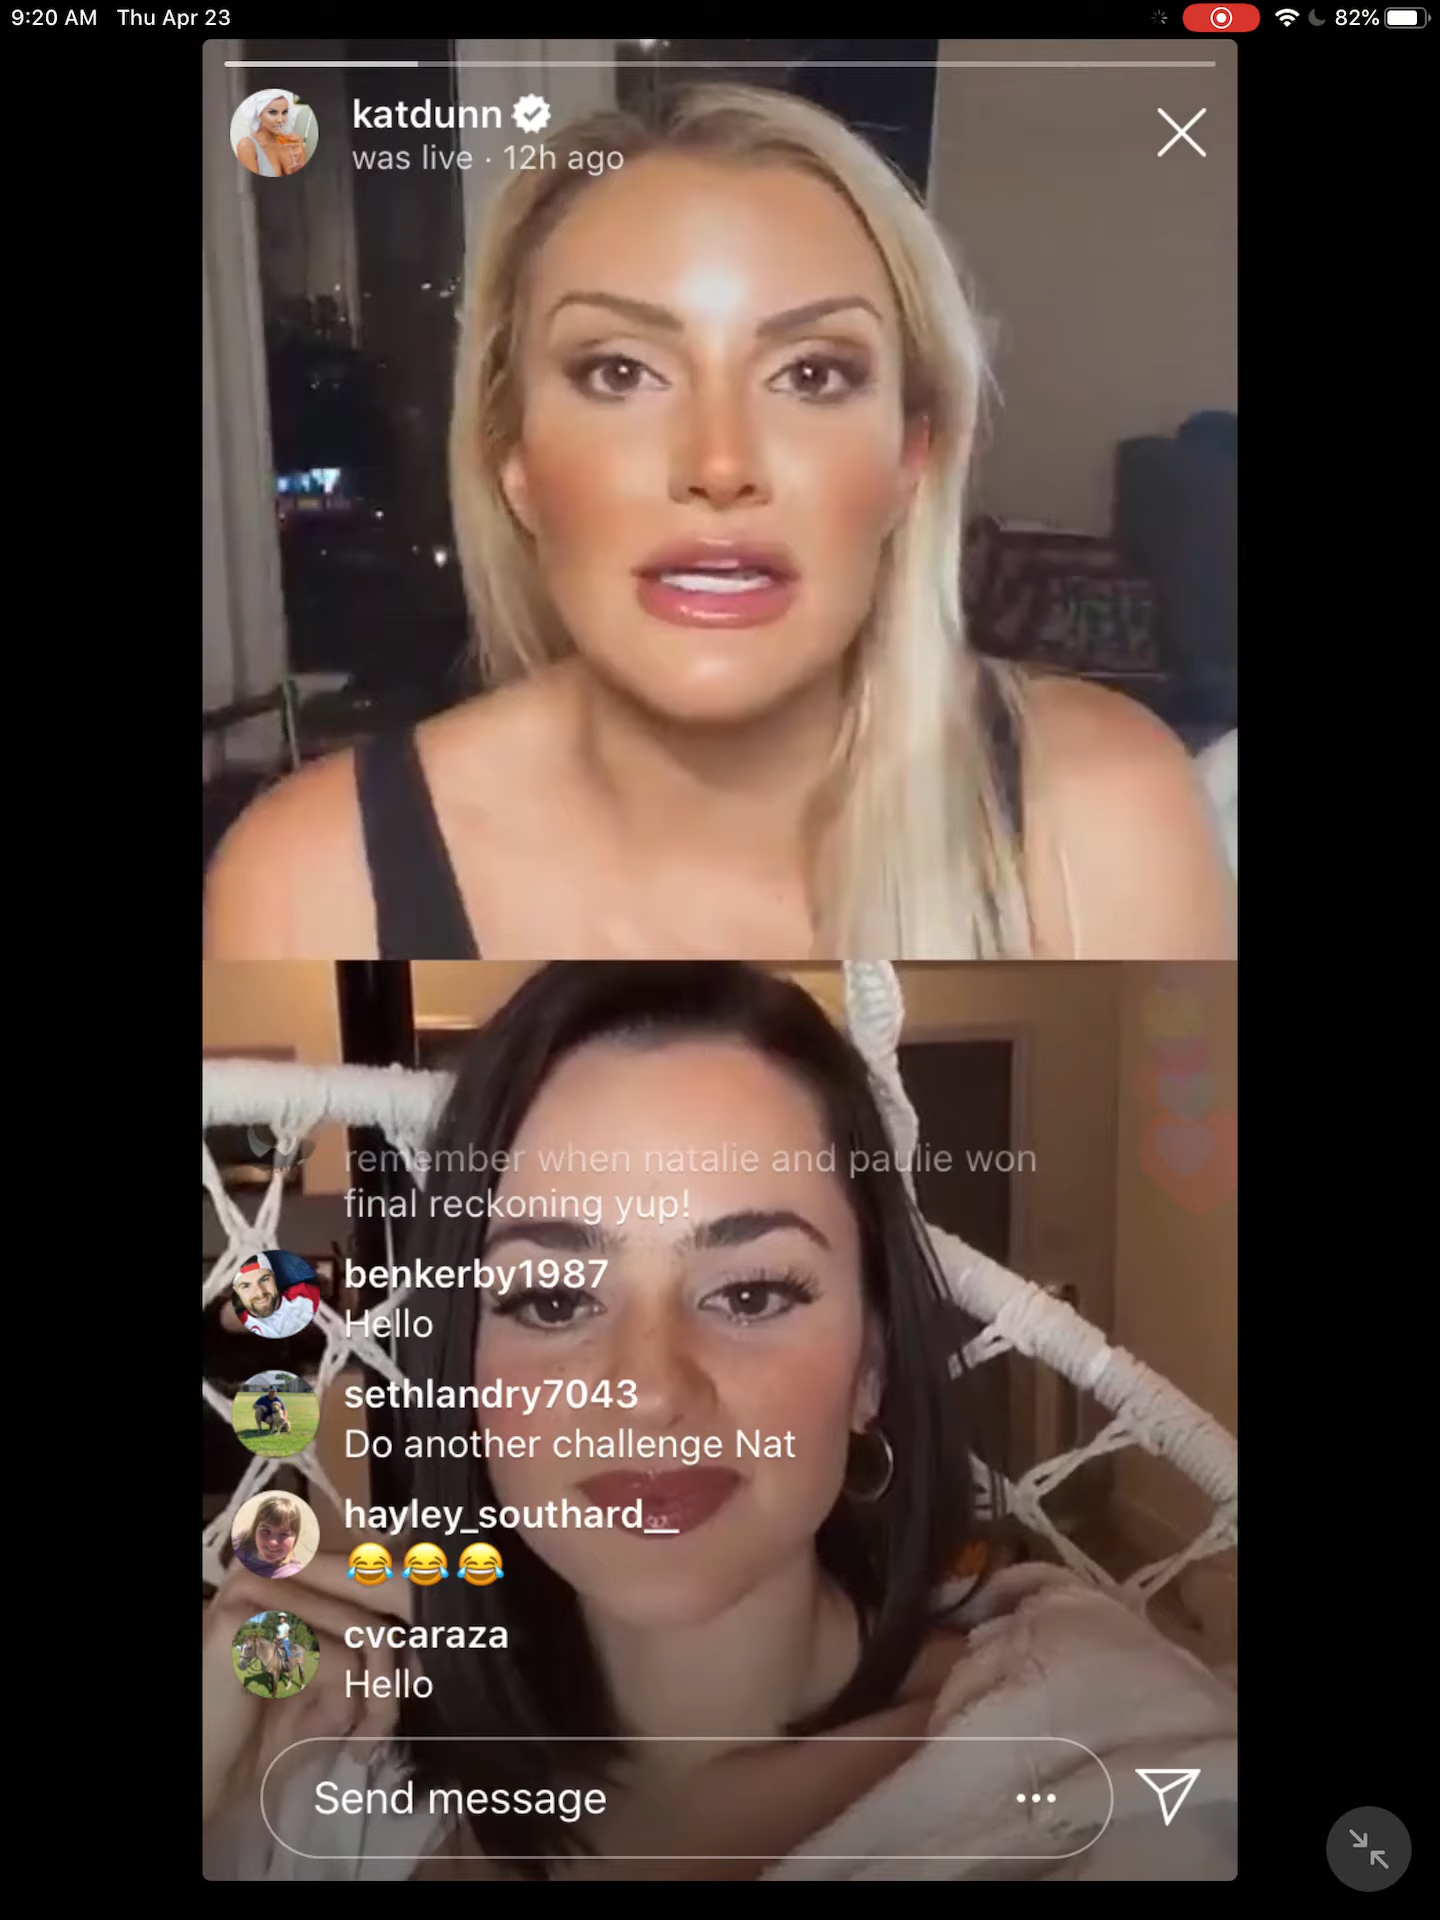 9:20 AM Thu Apr 23
82%
katdunn
was live · 12h ago
remember when natalie and paulie won
final reckoning yup!
benkerby1987
Hello
sethlandry7043
Do another challenge Nat
hayley_southard__
😂😂😂
cvcaraza
Hello
Send message